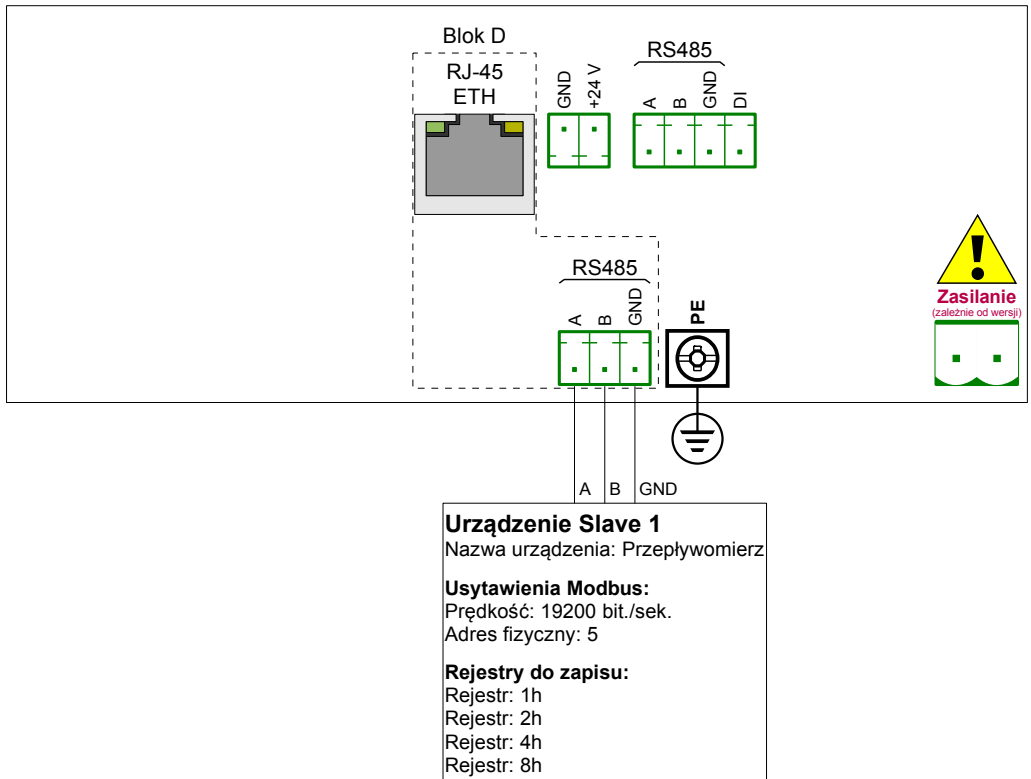 Blok D
RJ-45
ETH
GND
+24 V
RS485
A
B
GND
DI
RS485
A
B
GND
PE
Zasilanie
(zależnie od wersji)
A
B
GND
Urządzenie Slave 1
Nazwa urządzenia: Przepływomierz
Usytawienia Modbus:
Prędkość: 19200 bit./sek.
Adres fizyczny: 5
Rejestry do zapisu:
Rejestr: 1h
Rejestr: 2h
Rejestr: 4h
Rejestr: 8h